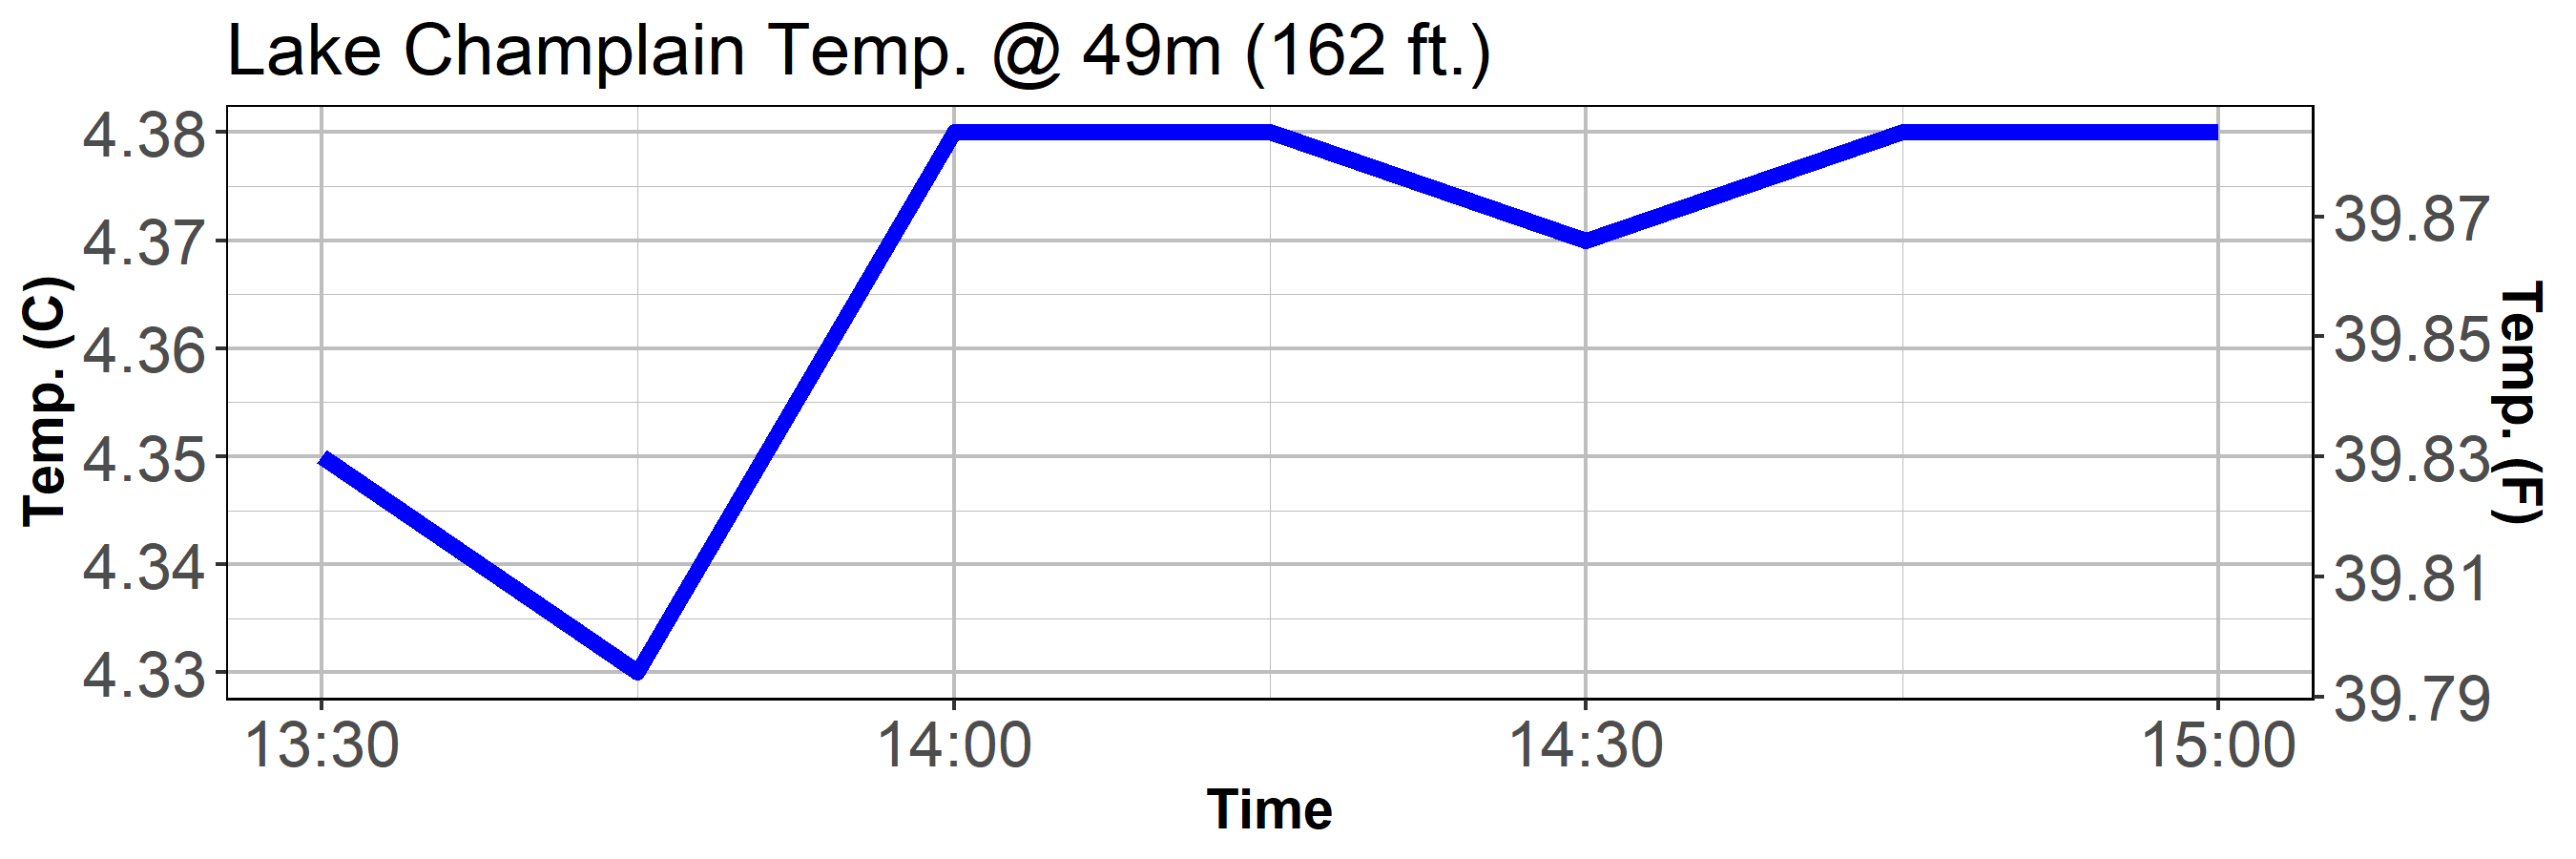 Lake Champlain Temp. @ 49m (162 ft.)
Temp. (C)
4.38
4.37
4.36
4.35
4.34
4.33
39.87
39.85
39.83
39.81
39.79
Temp. (F)
13:30 14:00 14:30 15:00
Time